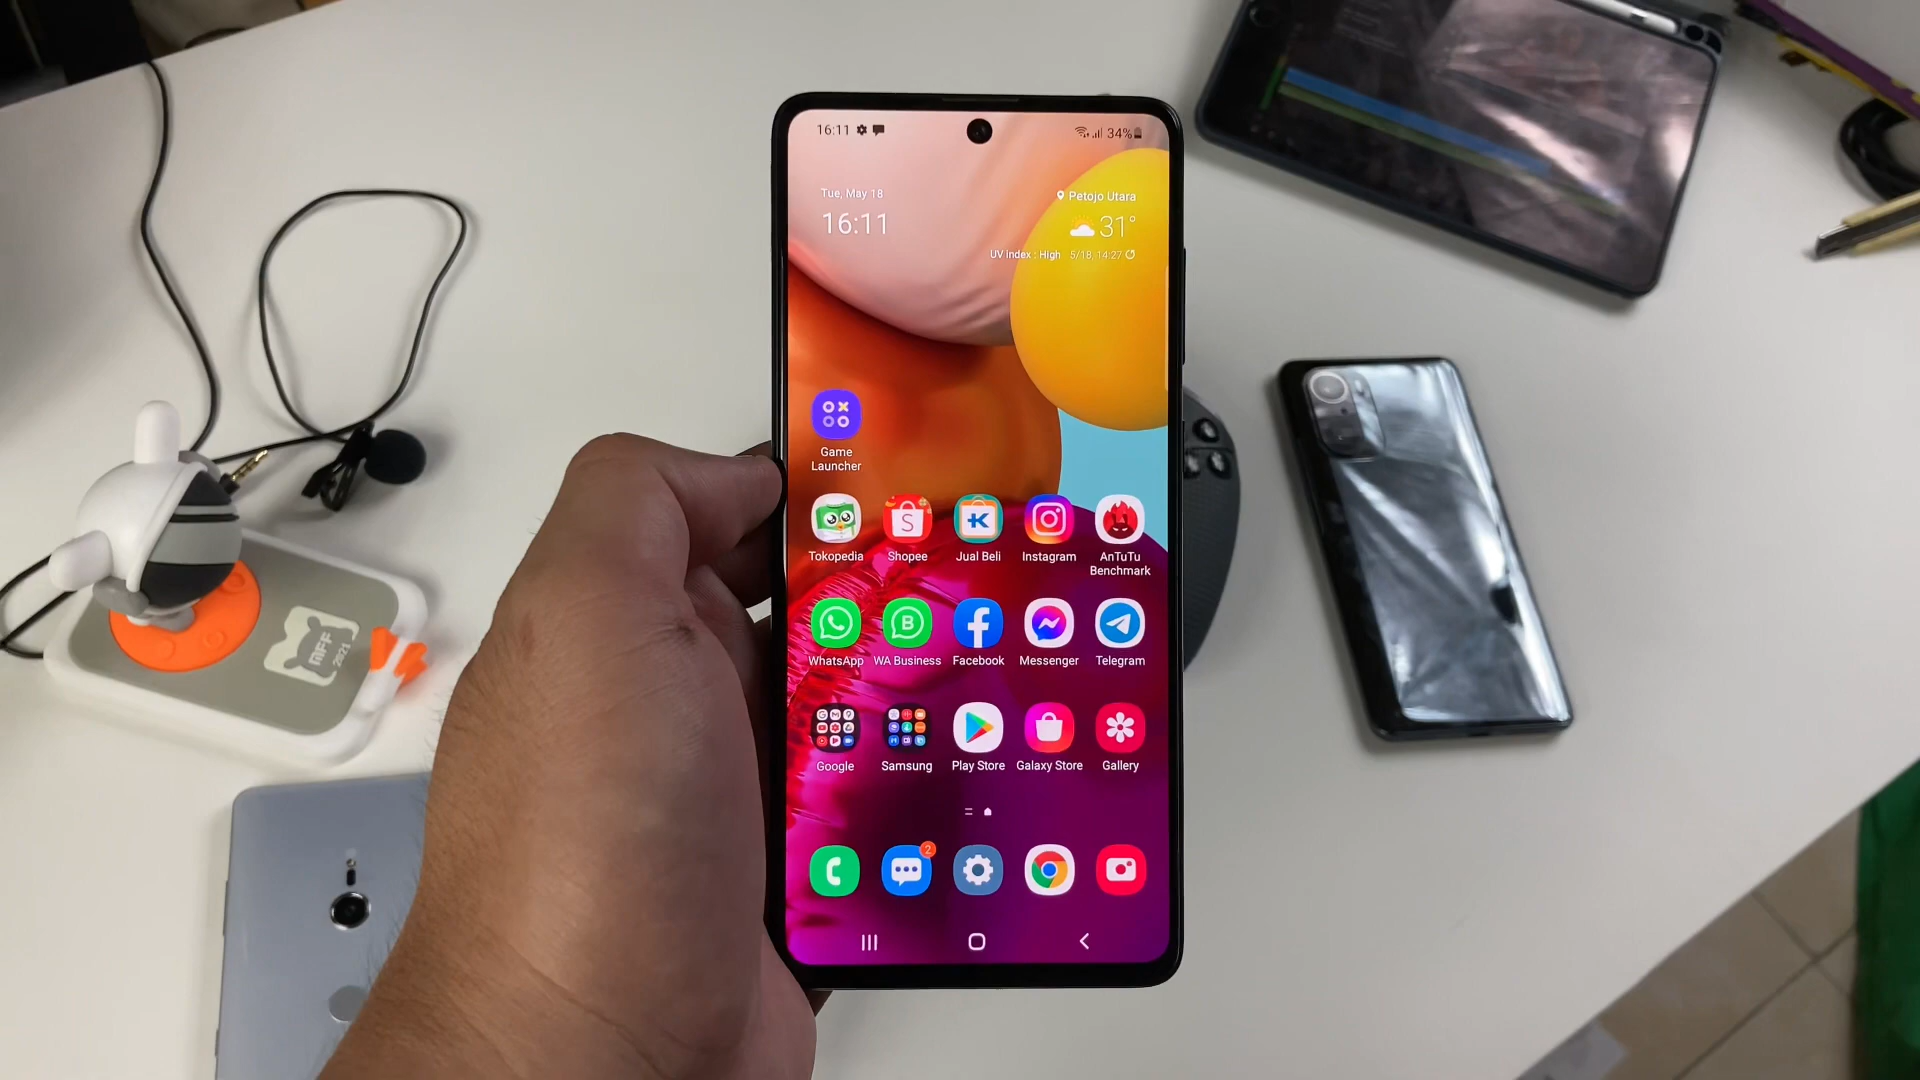 16:11
34%
Tue, May 18
16:11
Petojo Utara
31°
UV index : High 5/18, 14:27
Game
Launcher
Tokopedia
Shopee
Jual Beli
Instagram
AnTuTu
Benchmark
WhatsApp
WA Business
Facebook
Messenger
Telegram
Google
Samsung
Play Store
Galaxy Store
Gallery
2
MFF
2021